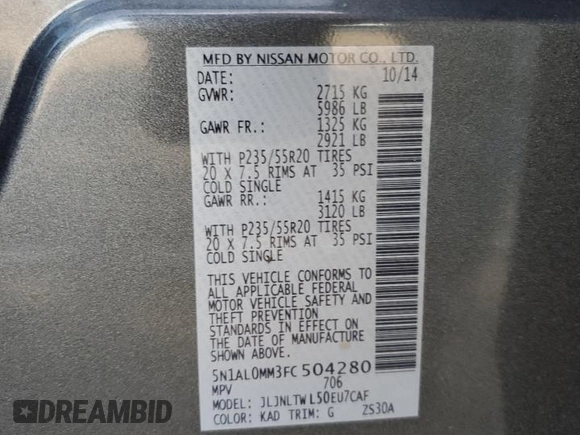 MFD BY NISSAN MOTOR CO., LTD.
DATE: 10/14
GVWR: 2715 KG
5986 LB
GAWR FR.: 1325 KG
2921 LB
WITH P235/55R20 TIRES
20 X 7.5 RIMS AT 35 PSI
COLD SINGLE
GAWR RR.: 1415 KG
3120 LB
WITH P235/55R20 TIRES
20 X 7.5 RIMS AT 35 PSI
COLD SINGLE
THIS VEHICLE CONFORMS TO
ALL APPLICABLE FEDERAL
MOTOR VEHICLE SAFETY AND
THEFT PREVENTION
STANDARDS IN EFFECT ON
THE DATE OF MANUFACTURE
SHOWN ABOVE.
5N1AL0MM3FC504280
MPV 706
MODEL: JLJNLTWL50EU7CAF
COLOR: KAD TRIM: G ZS30A
DREAMBID
AUCTION CAR IMPORT